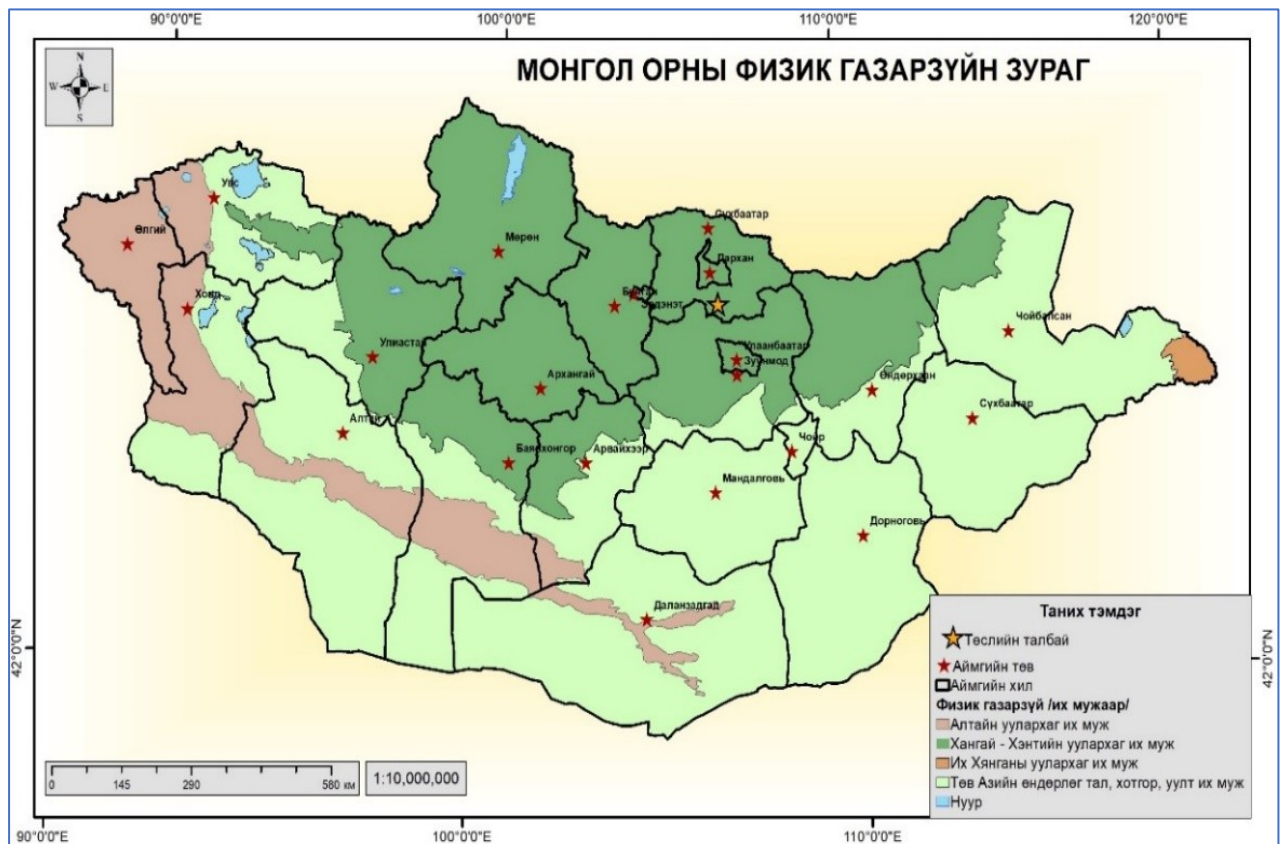 90°0'0"E 100°0'0"E 110°0'0"E 120°0'0"E
N
W E
S
МОНГОЛ ОРНЫ ФИЗИК ГАЗАРЗҮЙН ЗУРАГ
Увс
Өлгий
Сүхбаатар
Мөрөн
Дархан
Ховд
Эрдэнэт
Чойбалсан
Улиастай
Улаанбаатар
Зуунмод
Архангай
Өндөрхаан
Сүхбаатар
Алтай
Баянхонгор
Арвайхээр
Чойр
Мандалговь
Дорноговь
Даланзадгад
42°0'0"N
42°0'0"N
Таних тэмдэг
Төслийн талбай
Аймгийн төв
Аймгийн хил
Физик газарзүй /их мужаар/
Алтайн уулархаг их муж
Хангай - Хэнтийн уулархаг их муж
Их Хянганы уулархаг их муж
Төв Азийн өндөрлөг тал, хотгор, уулт их муж
Нуур
0 145 290 580 км
1:10,000,000
90°0'0"E 100°0'0"E 110°0'0"E